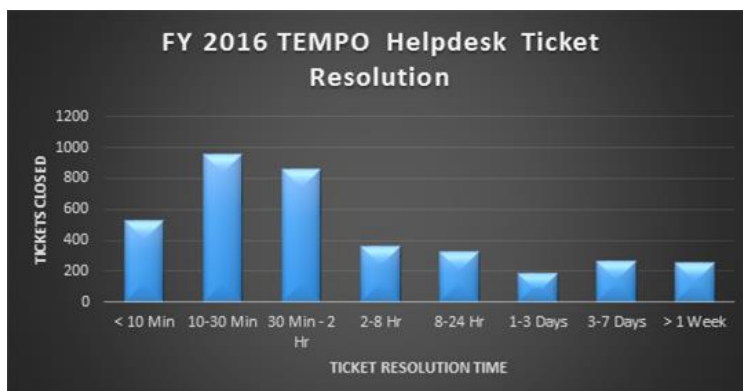 FY 2016 TEMPO Helpdesk Ticket
Resolution
TICKETS CLOSED
1200
1000
800
600
400
200
0
< 10 Min
10-30 Min
30 Min - 2
Hr
2-8 Hr
8-24 Hr
1-3 Days
3-7 Days
> 1 Week
TICKET RESOLUTION TIME